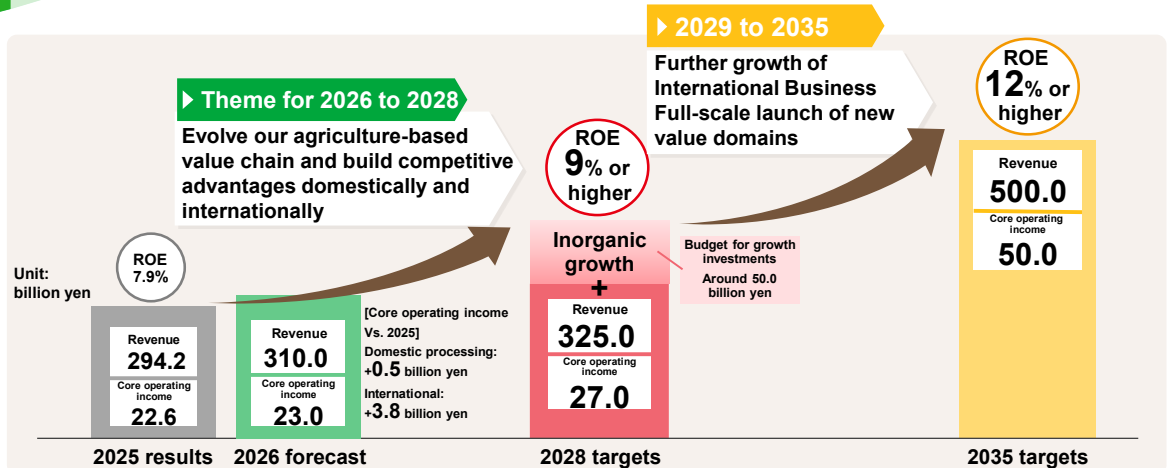 2029 to 2035
Further growth of
International Business
Full-scale launch of new
value domains
ROE
12% or
higher
Theme for 2026 to 2028
Evolve our agriculture-based
value chain and build competitive
advantages domestically and
internationally
ROE
9% or
higher
Revenue
500.0
Core operating
income
50.0
Unit:
billion yen
ROE
7.9%
Inorganic
growth
+
Budget for growth
investments
Around 50.0
billion yen
Revenue
294.2
Core operating
income
22.6
Revenue
310.0
Core operating
income
23.0
[Core operating income
Vs. 2025]
Domestic processing:
+0.5 billion yen
International:
+3.8 billion yen
Revenue
325.0
Core operating
income
27.0
2025 results
2026 forecast
2028 targets
2035 targets